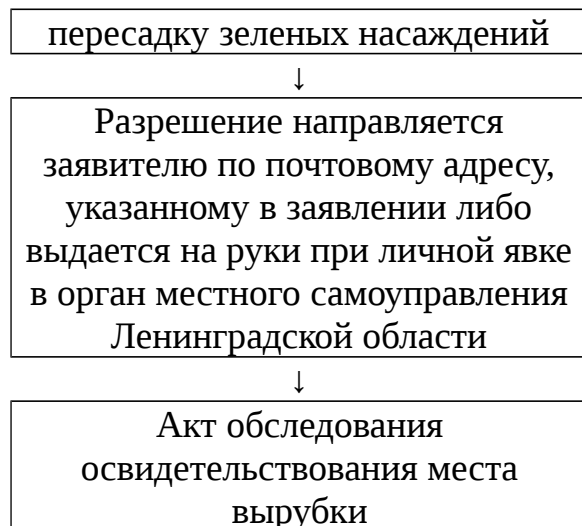 пересадку зеленых насаждений
↓
Разрешение направляется
заявителю по почтовому адресу,
указанному в заявлении либо
выдается на руки при личной явке
в орган местного самоуправления
Ленинградской области
↓
Акт обследования
освидетельствования места
вырубки